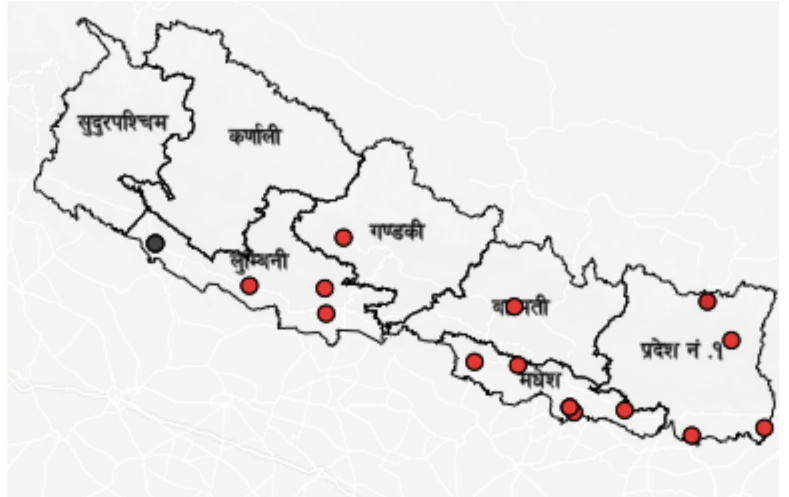 सुदुरपश्चिम
कर्णाली
गण्डकी
लुम्बिनी
प्रदेश नं .१
मधेश